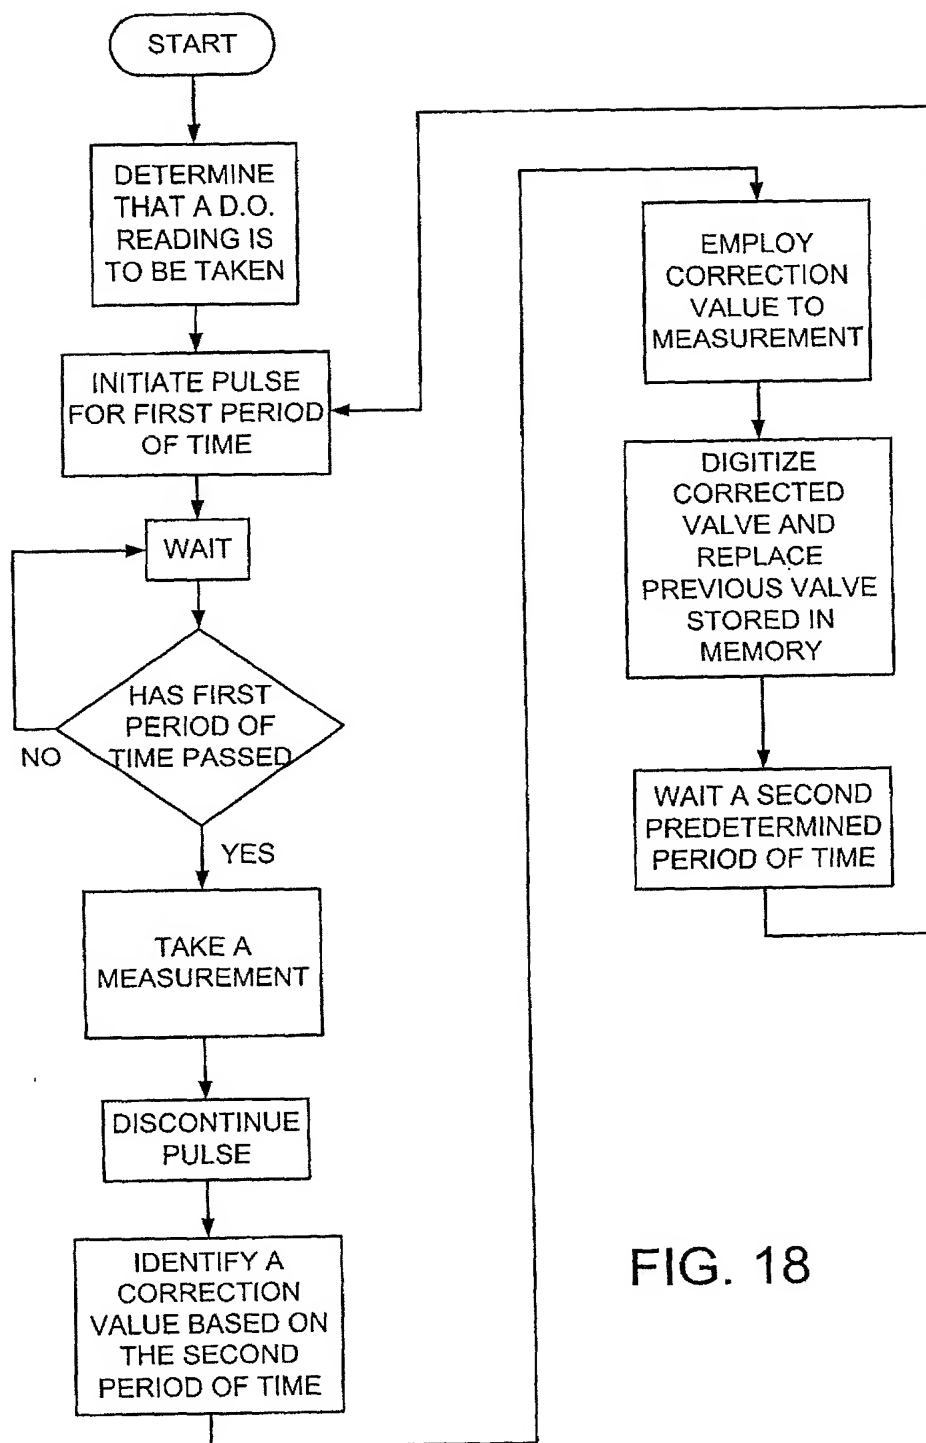 START
DETERMINE
THAT A D.O.
READING IS
TO BE TAKEN
INITIATE PULSE
FOR FIRST PERIOD
OF TIME
WAIT
HAS FIRST
PERIOD OF
TIME PASSED
NO
YES
TAKE A
MEASUREMENT
DISCONTINUE
PULSE
IDENTIFY A
CORRECTION
VALUE BASED ON
THE SECOND
PERIOD OF TIME
EMPLOY
CORRECTION
VALUE TO
MEASUREMENT
DIGITIZE
CORRECTED
VALVE AND
REPLACE
PREVIOUS VALVE
STORED IN
MEMORY
WAIT A SECOND
PREDETERMINED
PERIOD OF TIME
FIG. 18